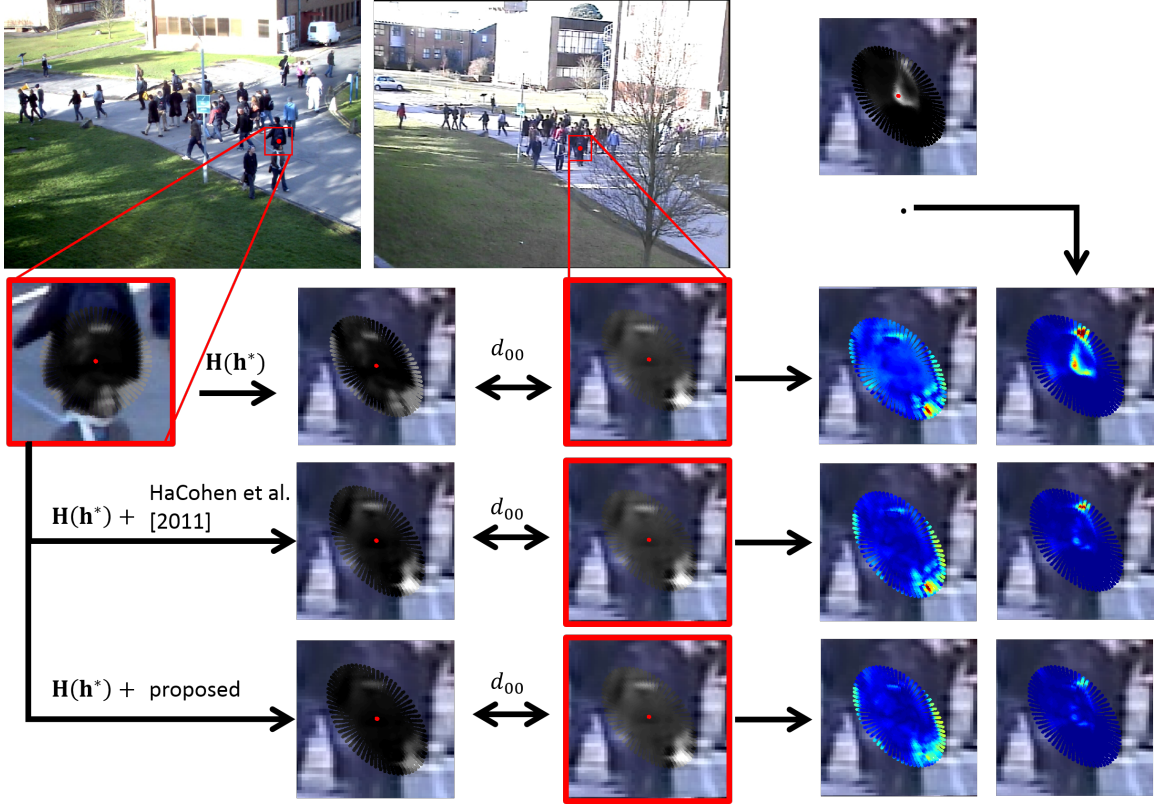 H(h*)
d00
H(h*) + HaCohen et al.
[2011]
d00
H(h*) + proposed
d00